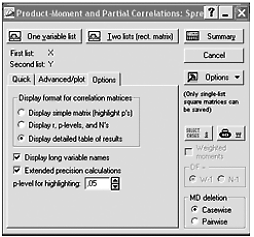 Product-Moment and Partial Correlations: Spre
One variable list
Two lists (rect. matrix)
Summary
First list: X
Second list: Y
Cancel
Quick
Advanced/plot
Options
Options
Display format for correlation matrices
Display simple matrix (highlight p's)
Display r, p-levels, and N's
Display detailed table of results
Display long variable names
Extended precision calculations
p-level for highlighting: .05
(Only single-list
square matrices can
be saved)
SELECT
CASES
Weighted
moments
DF =
W-1
N-1
MD deletion
Casewise
Pairwise